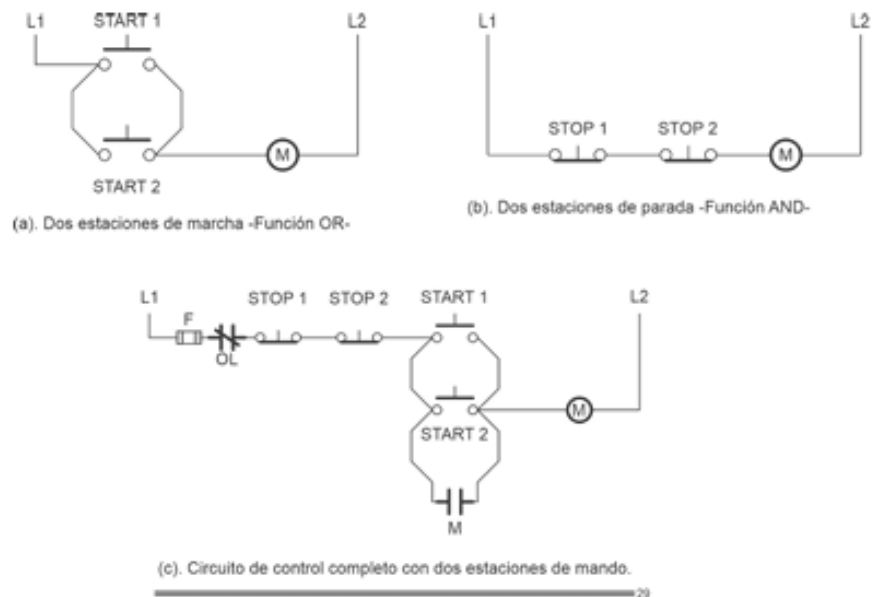 L1 START 1 L2
M
START 2
(a). Dos estaciones de marcha -Función OR-
L1 L2
STOP 1 STOP 2
M
(b). Dos estaciones de parada -Función AND-
L1 F OL STOP 1 STOP 2 START 1 L2
M
START 2
M
(c). Circuito de control completo con dos estaciones de mando.
29